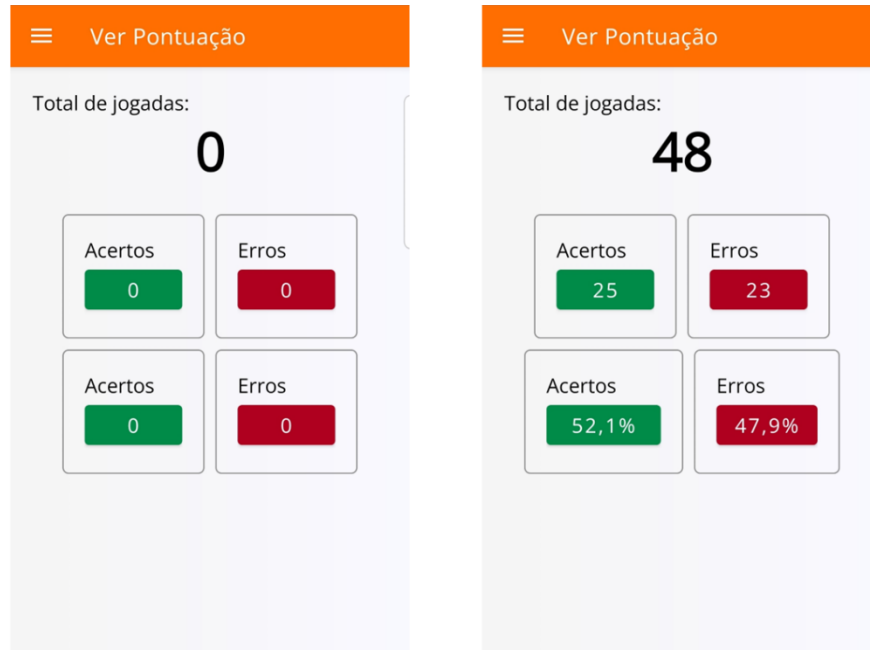 Ver Pontuação
Total de jogadas:
0
Acertos Erros
0 0
Acertos Erros
0 0
Ver Pontuação
Total de jogadas:
48
Acertos Erros
25 23
Acertos Erros
52,1% 47,9%